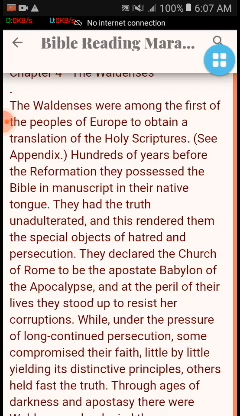 0:0KB/s U:0KB/s No internet connection 100% 6:07 AM
Bible Reading Mara...
Chapter 4 The Waldenses
.
The Waldenses were among the first of
the peoples of Europe to obtain a
translation of the Holy Scriptures. (See
Appendix.) Hundreds of years before
the Reformation they possessed the
Bible in manuscript in their native
tongue. They had the truth
unadulterated, and this rendered them
the special objects of hatred and
persecution. They declared the Church
of Rome to be the apostate Babylon of
the Apocalypse, and at the peril of their
lives they stood up to resist her
corruptions. While, under the pressure
of long-continued persecution, some
compromised their faith, little by little
yielding its distinctive principles, others
held fast the truth. Through ages of
darkness and apostasy there were